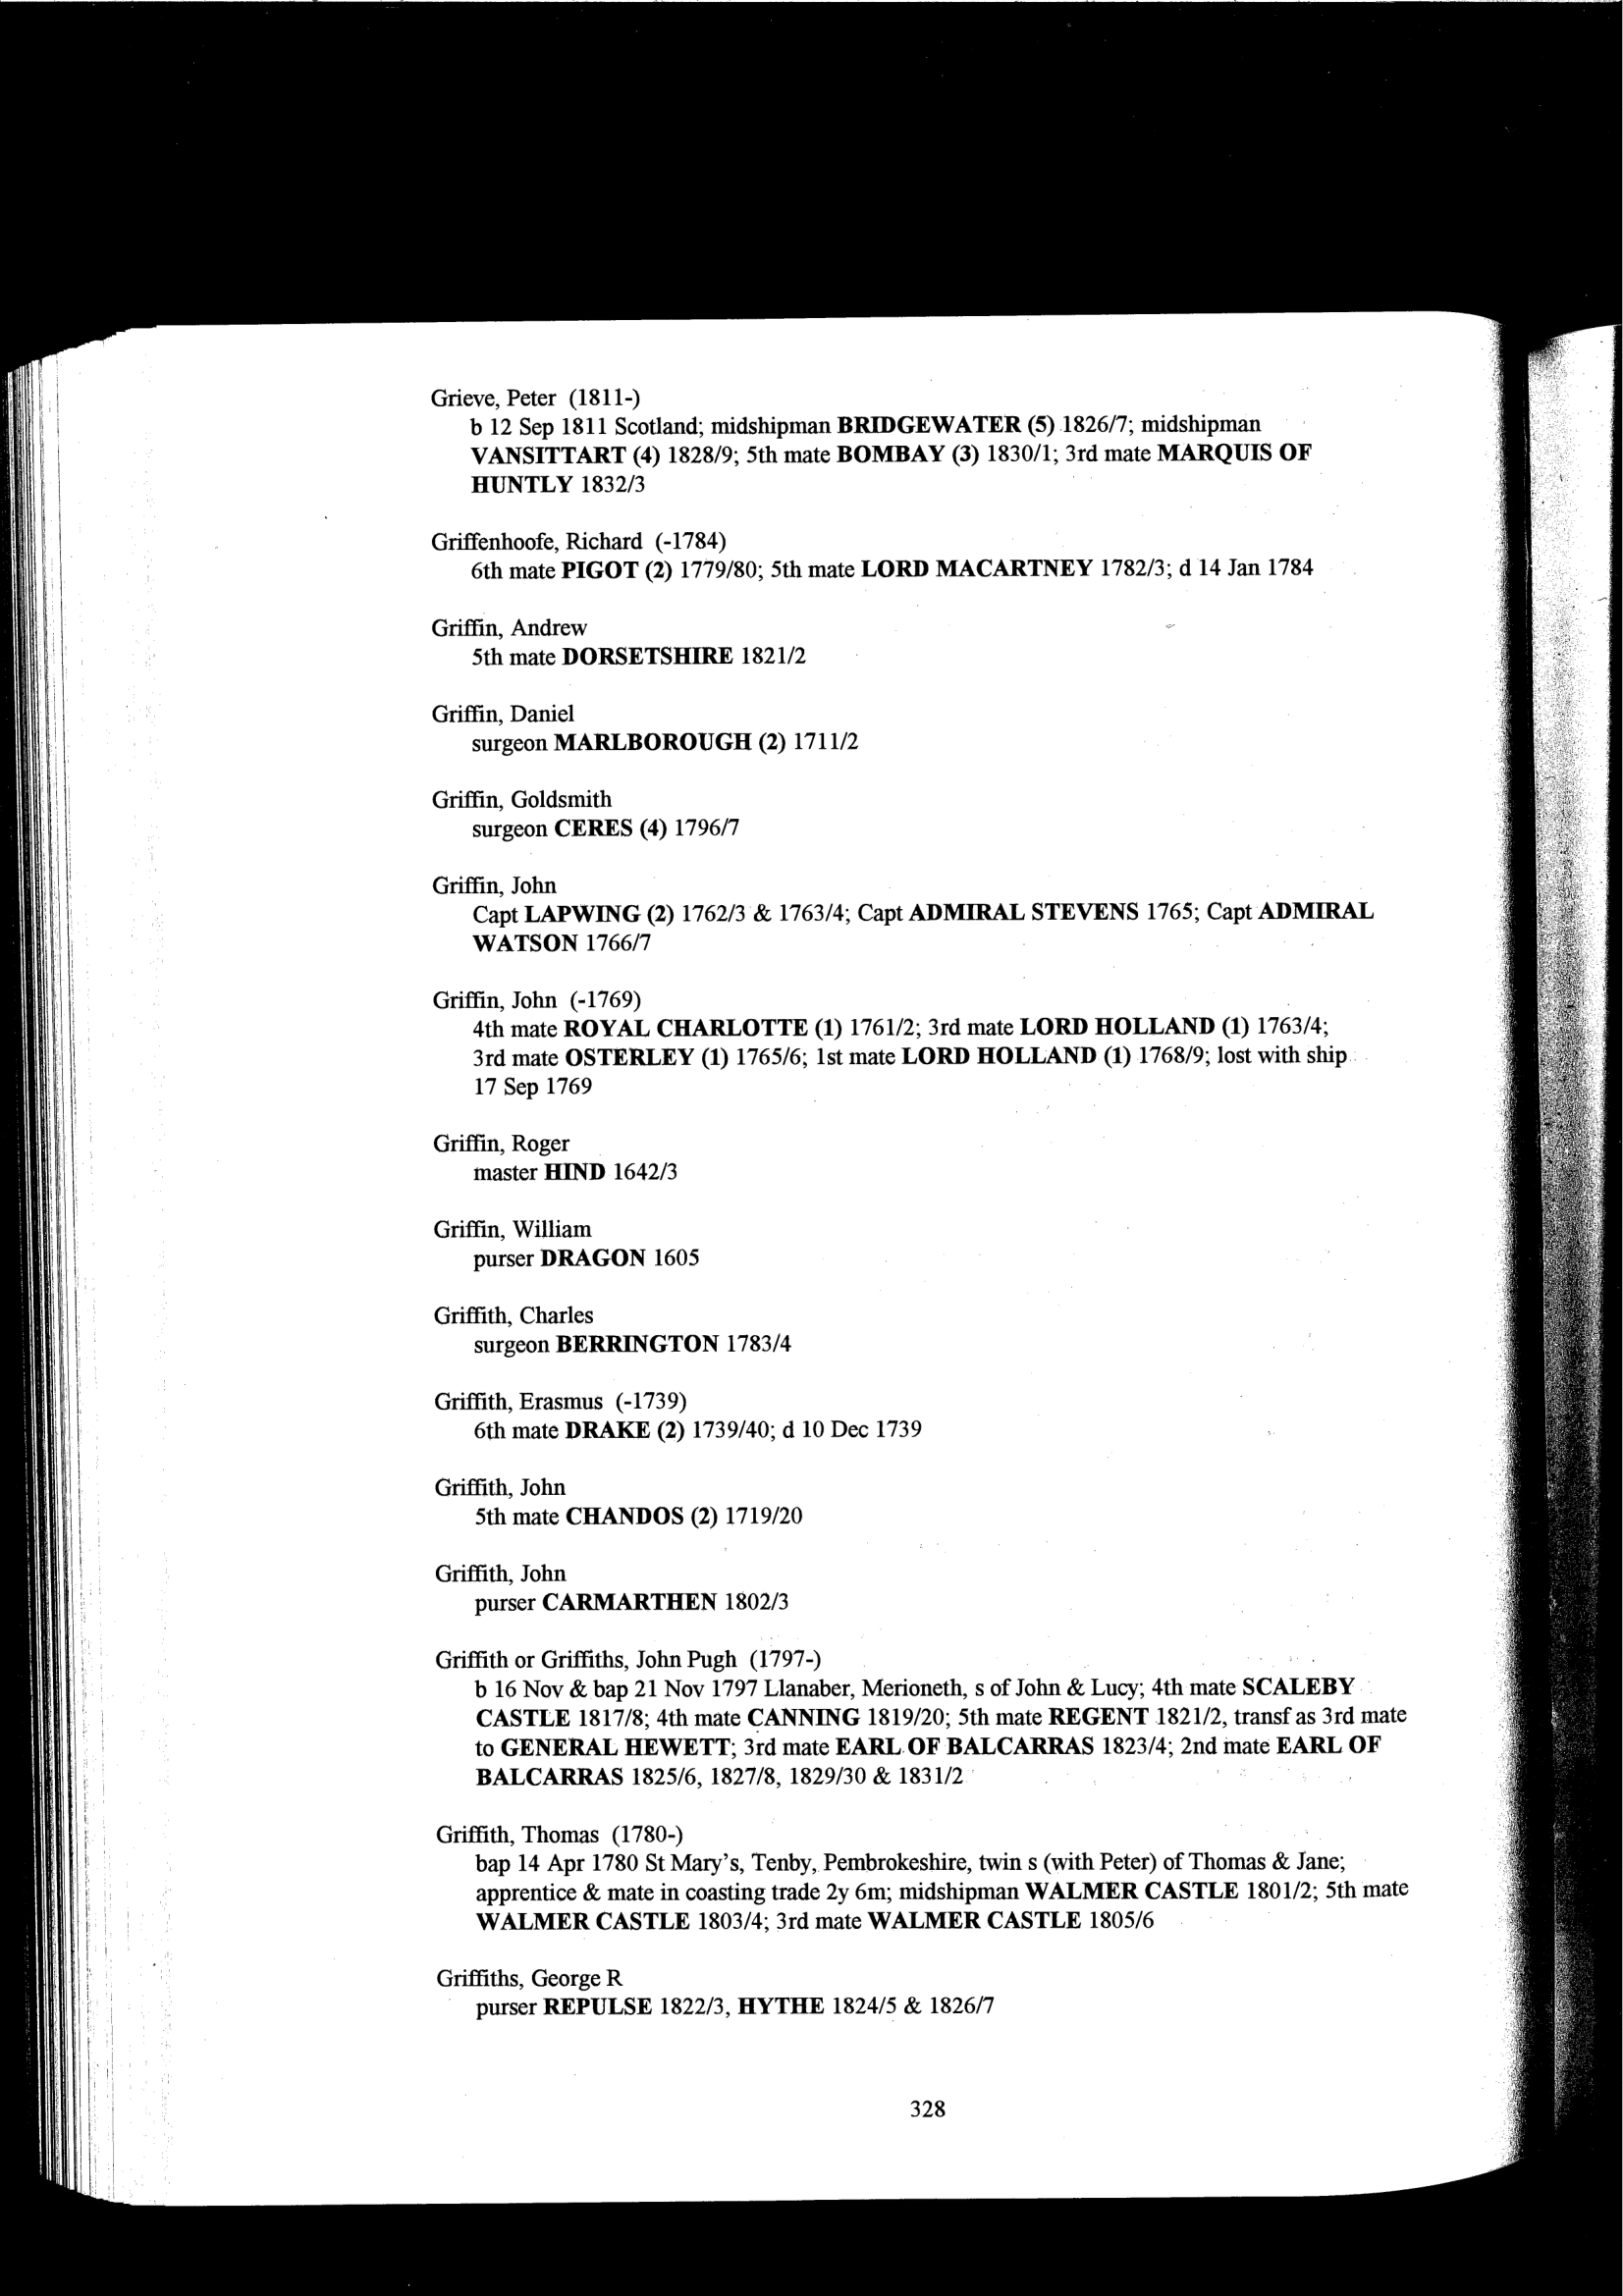 Grieve, Peter (1811-)
b 12 Sep 1811 Scotland; midshipman BRIDGEWATER (5) 1826/7; midshipman
VANSITTART (4) 1828/9; 5th mate BOMBAY (3) 1830/1; 3rd mate MARQUIS OF
HUNTLY 1832/3
Griffenhoofe, Richard (-1784)
6th mate PIGOT (2) 1779/80; 5th mate LORD MACARTNEY 1782/3; d 14 Jan 1784
Griffin, Andrew
5th mate DORSETSHIRE 1821/2
Griffin, Daniel
surgeon MARLBOROUGH (2) 1711/2
Griffin, Goldsmith
surgeon CERES (4) 1796/7
Griffin, John
Capt LAPWING (2) 1762/3 & 1763/4; Capt ADMIRAL STEVENS 1765; Capt ADMIRAL
WATSON 1766/7
Griffin, John (-1769)
4th mate ROYAL CHARLOTTE (1) 1761/2; 3rd mate LORD HOLLAND (1) 1763/4;
3rd mate OSTERLEY (1) 1765/6; 1st mate LORD HOLLAND (1) 1768/9; lost with ship
17 Sep 1769
Griffin, Roger
master HIND 1642/3
Griffin, William
purser DRAGON 1605
Griffith, Charles
surgeon BERRINGTON 1783/4
Griffith, Erasmus (-1739)
6th mate DRAKE (2) 1739/40; d 10 Dec 1739
Griffith, John
5th mate CHANDOS (2) 1719/20
Griffith, John
purser CARMARTHEN 1802/3
Griffith or Griffiths, John Pugh (1797-)
b 16 Nov & bap 21 Nov 1797 Llanaber, Merioneth, s of John & Lucy; 4th mate SCALEBY
CASTLE 1817/8; 4th mate CANNING 1819/20; 5th mate REGENT 1821/2, transf as 3rd mate
to GENERAL HEWETT; 3rd mate EARL OF BALCARRAS 1823/4; 2nd mate EARL OF
BALCARRAS 1825/6, 1827/8, 1829/30 & 1831/2
Griffith, Thomas (1780-)
bap 14 Apr 1780 St Mary's, Tenby, Pembrokeshire, twin s (with Peter) of Thomas & Jane;
apprentice & mate in coasting trade 2y 6m; midshipman WALMER CASTLE 1801/2; 5th mate
WALMER CASTLE 1803/4; 3rd mate WALMER CASTLE 1805/6
Griffiths, George R
purser REPULSE 1822/3, HYTHE 1824/5 & 1826/7
328